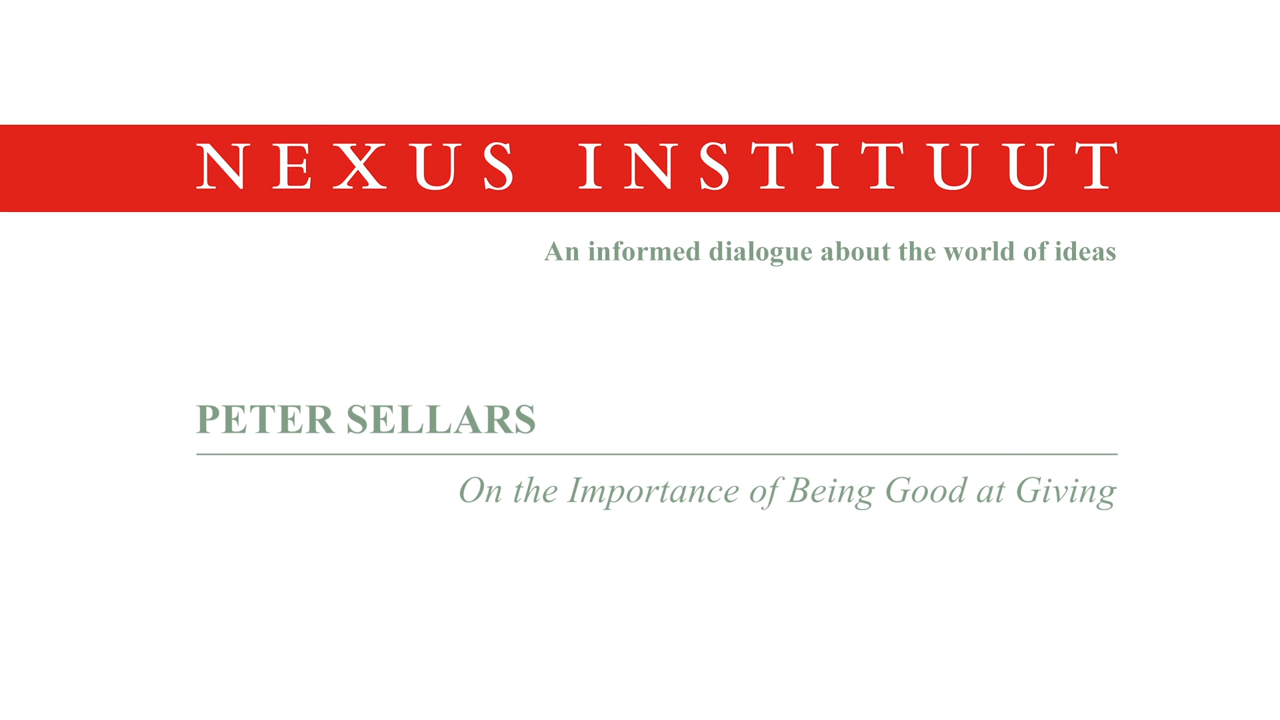 NEXUS INSTITUUT
An informed dialogue about the world of ideas
PETER SELLARS
On the Importance of Being Good at Giving